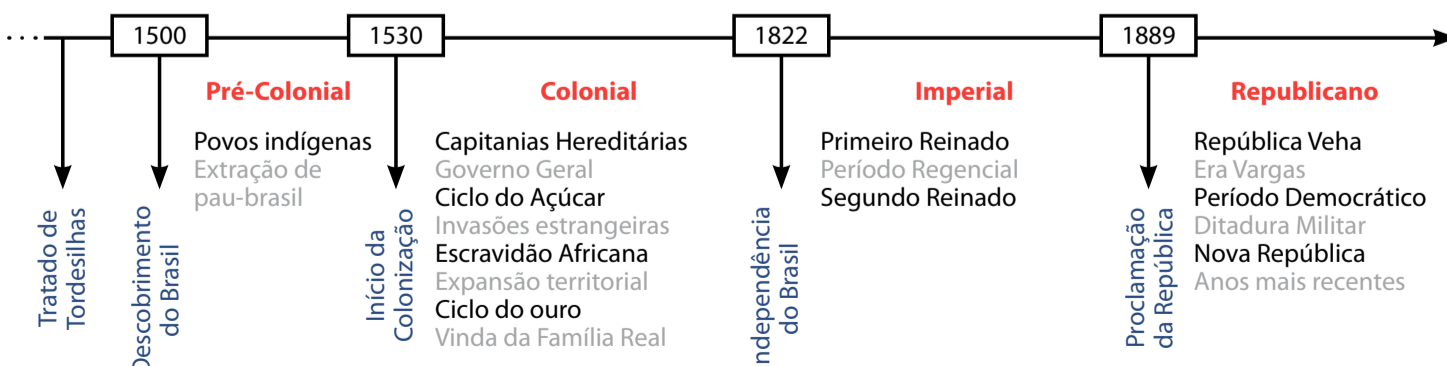 1500
1530
1822
1889
Pré-Colonial
Colonial
Imperial
Republicano
Povos indígenas
Extração de
pau-brasil
Capitanias Hereditárias
Governo Geral
Ciclo do Açúcar
Invasões estrangeiras
Escravidão Africana
Expansão territorial
Ciclo do ouro
Vinda da Família Real
Primeiro Reinado
Período Regencial
Segundo Reinado
República Veha
Era Vargas
Período Democrático
Ditadura Militar
Nova República
Anos mais recentes
Tratado de
Tordesilhas
Descobrimento
do Brasil
Início da
Colonização
ndependência
do Brasil
Proclamação
da República